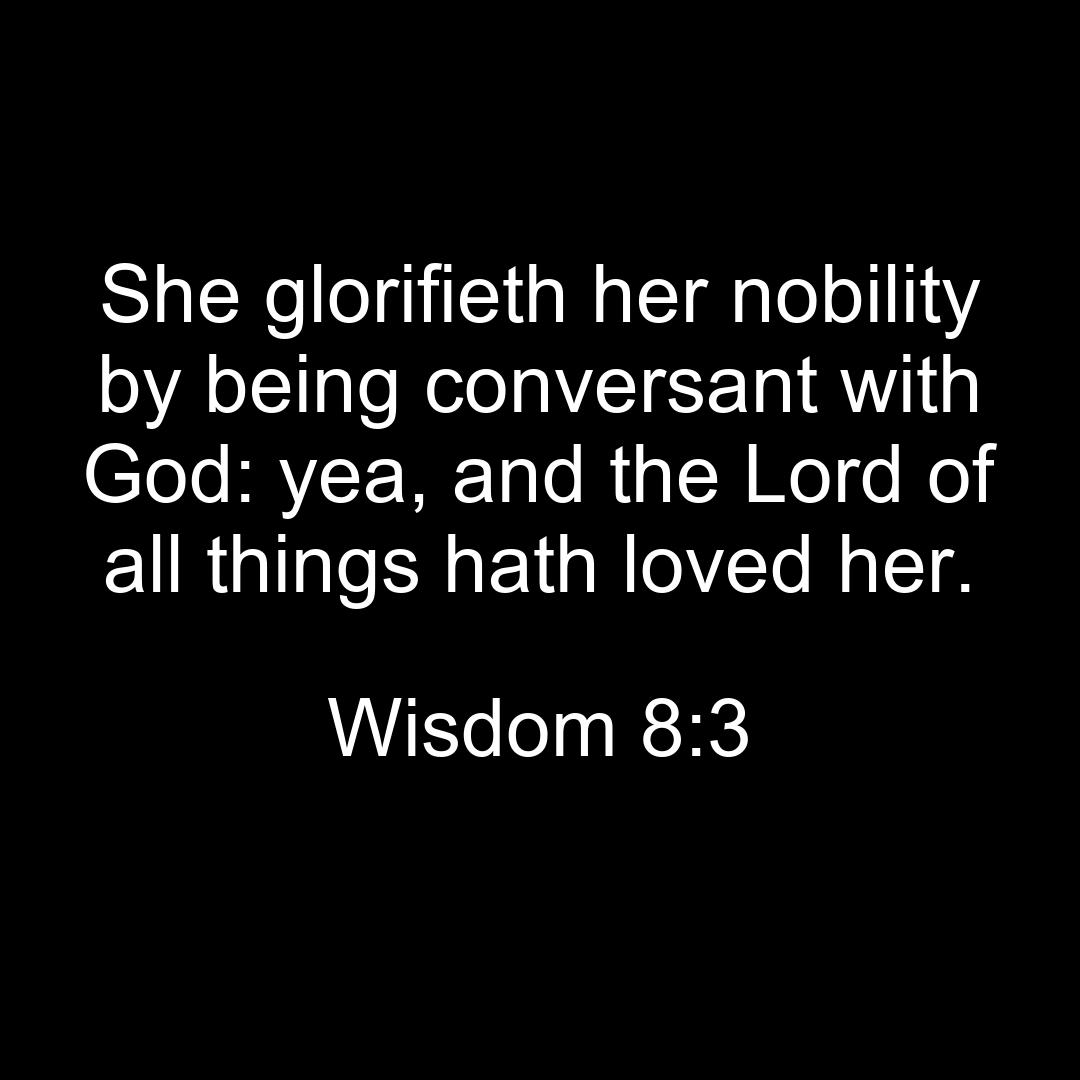 She glorifieth her nobility
by being conversant with
God: yea, and the Lord of
all things hath loved her.
Wisdom 8:3